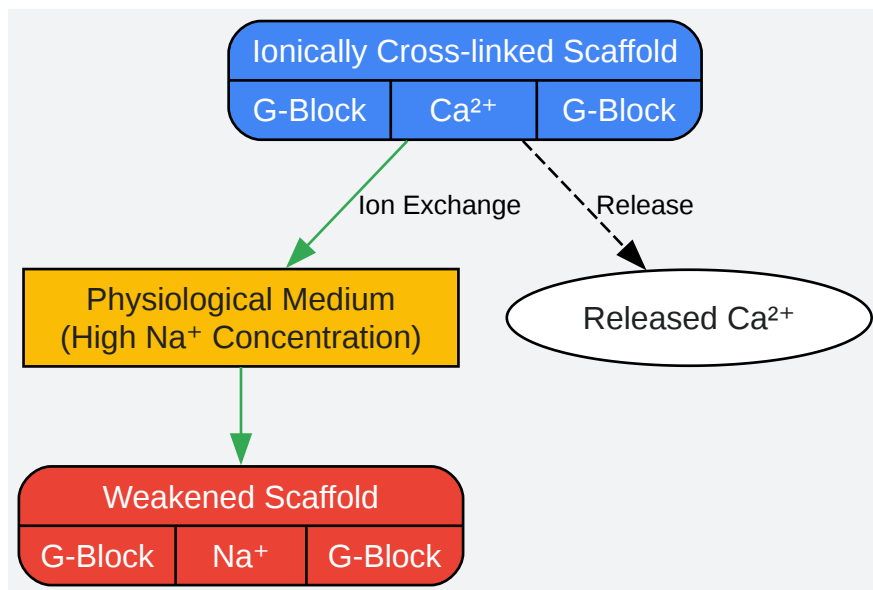 Ionically Cross-linked Scaffold
G-Block Ca²⁺ G-Block
Ion Exchange Release
Physiological Medium
(High Na⁺ Concentration)
Released Ca²⁺
Weakened Scaffold
G-Block Na⁺ G-Block